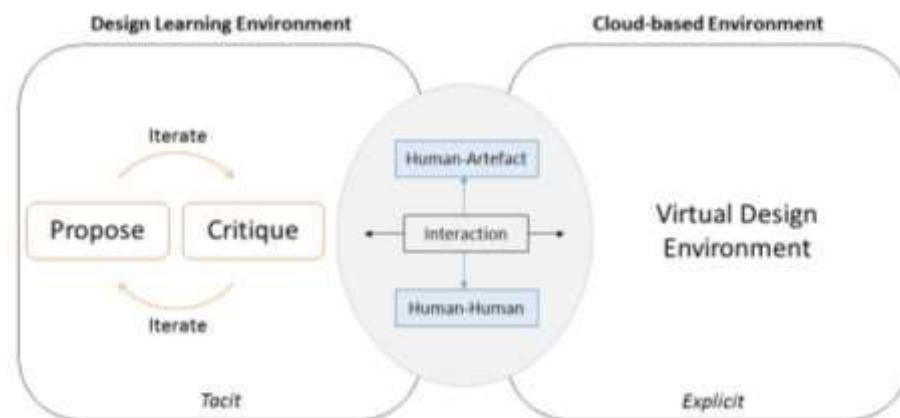 Design Learning Environment
Cloud-based Environment
Iterate
Human-Artefact
Propose
Critique
Interaction
Virtual Design
Environment
Human-Human
Iterate
Tacit
Explicit